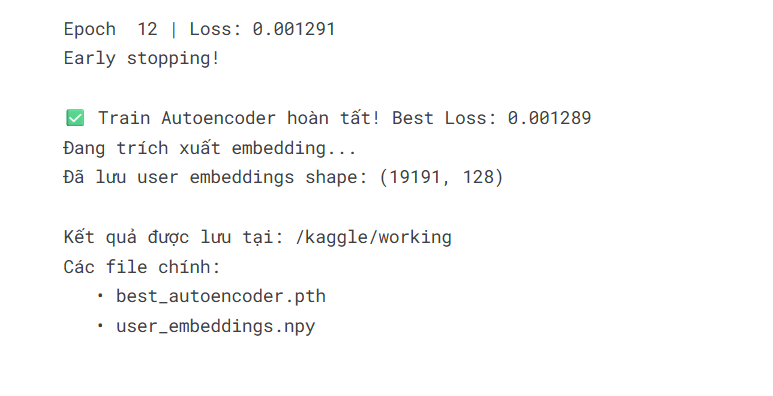 Epoch  12 | Loss: 0.001291
Early stopping!
✅ Train Autoencoder hoàn tất! Best Loss: 0.001289
Đang trích xuất embedding...
Đã lưu user embeddings shape: (19191, 128)
Kết quả được lưu tại: /kaggle/working
Các file chính:
• best_autoencoder.pth
• user_embeddings.npy